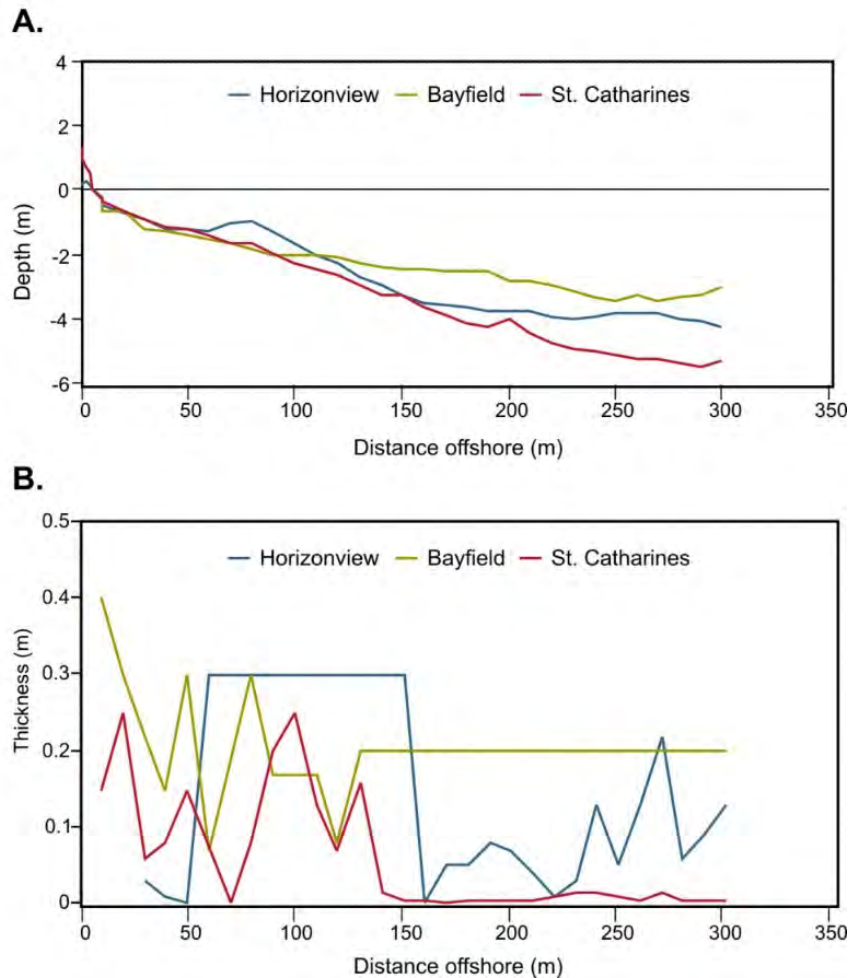 A.
4
Horizonview Bayfield St. Catharines
2
0
-2
-4
-6
Depth (m)
0 50 100 150 200 250 300 350
Distance offshore (m)
B.
0.5
Horizonview Bayfield St. Catharines
0.4
0.3
0.2
0.1
0
Thickness (m)
0 50 100 150 200 250 300 350
Distance offshore (m)